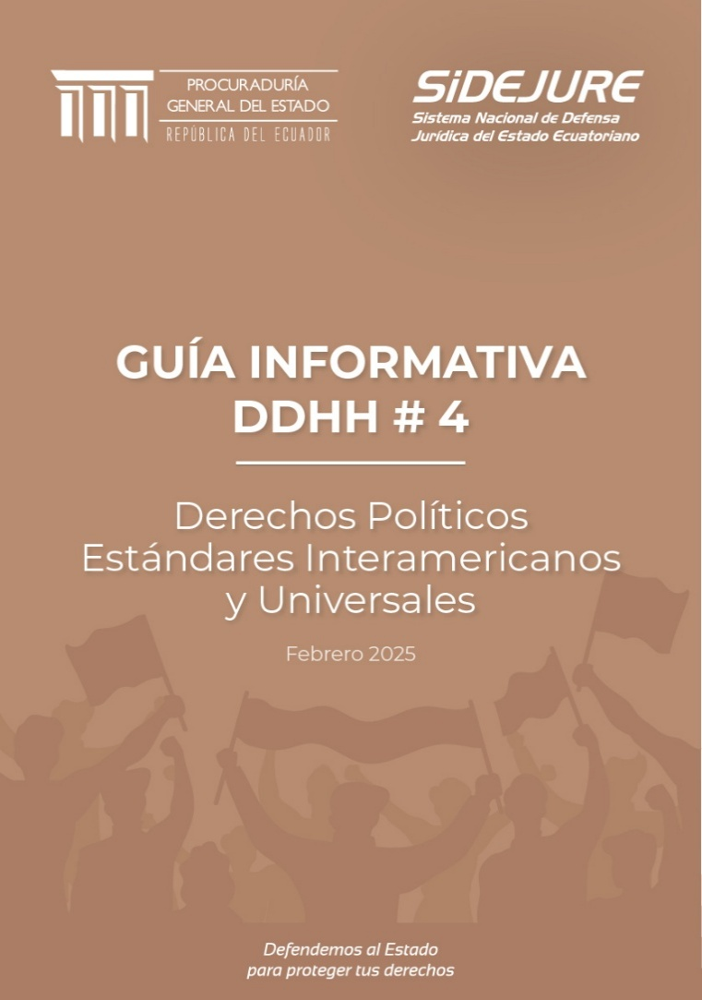 PROCURADURÍA
GENERAL DEL ESTADO
REPÚBLICA DEL ECUADOR
SiDEJURE
Sistema Nacional de Defensa
Jurídica del Estado Ecuatoriano
GUÍA INFORMATIVA
DDHH # 4
Derechos Políticos
Estándares Interamericanos
y Universales
Febrero 2025
Defendemos al Estado
para proteger tus derechos